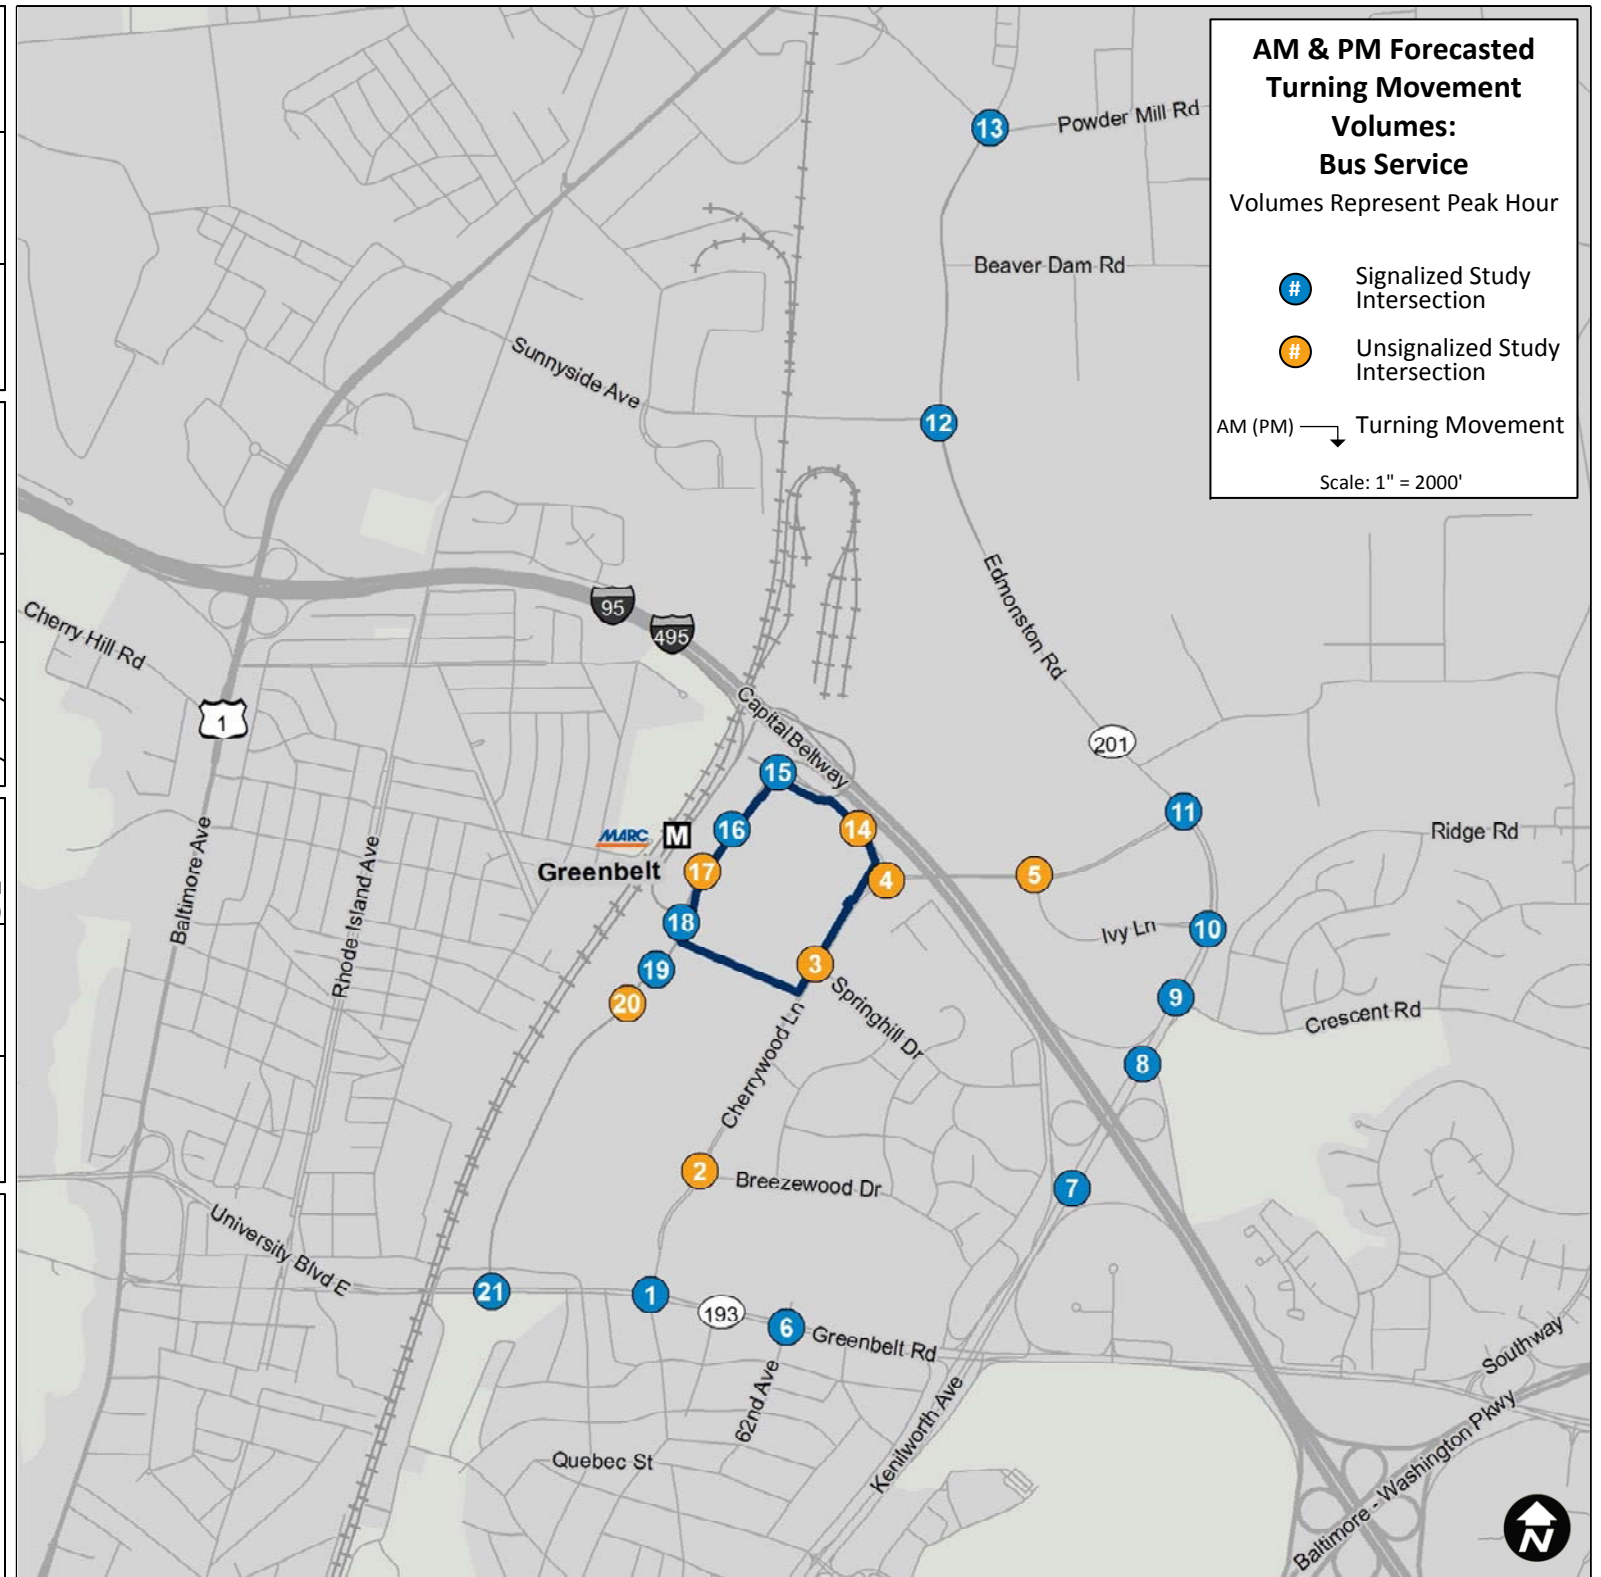 AM & PM Forecasted
Turning Movement
Volumes:
Bus Service
Volumes Represent Peak Hour
# Signalized Study
Intersection
# Unsignalized Study
Intersection
AM (PM) Turning Movement
Scale: 1" = 2000'
13
Powder Mill Rd
Beaver Dam Rd
Sunnyside Ave
12
Edmonston Rd
95
495
Cherry Hill Rd
1
Capital Beltway
201
15
11
16
14
MARC M
Ridge Rd
Greenbelt
17
4
5
Baltimore Ave
Rhode Island Ave
18
Ivy Ln
10
19
3
20
Springhill Dr
9
Crescent Rd
Cherrywood Ln
8
2
Breezewood Dr
7
University Blvd E
21
1
193
6
Greenbelt Rd
Southway
62nd Ave
Kenilworth Ave
Quebec St
Baltimore - Washington Pkwy
N